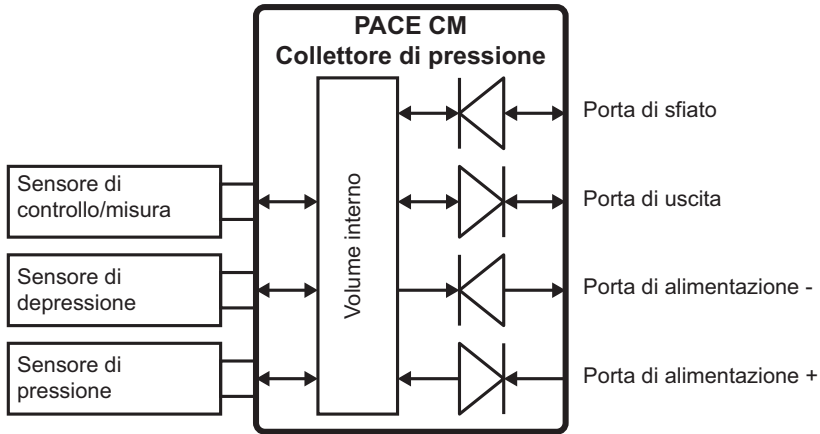 PACE CM
Collettore di pressione
Porta di sfiato
Sensore di
controllo/misura
Volume interno
Porta di uscita
Sensore di
depressione
Porta di alimentazione -
Sensore di
pressione
Porta di alimentazione +